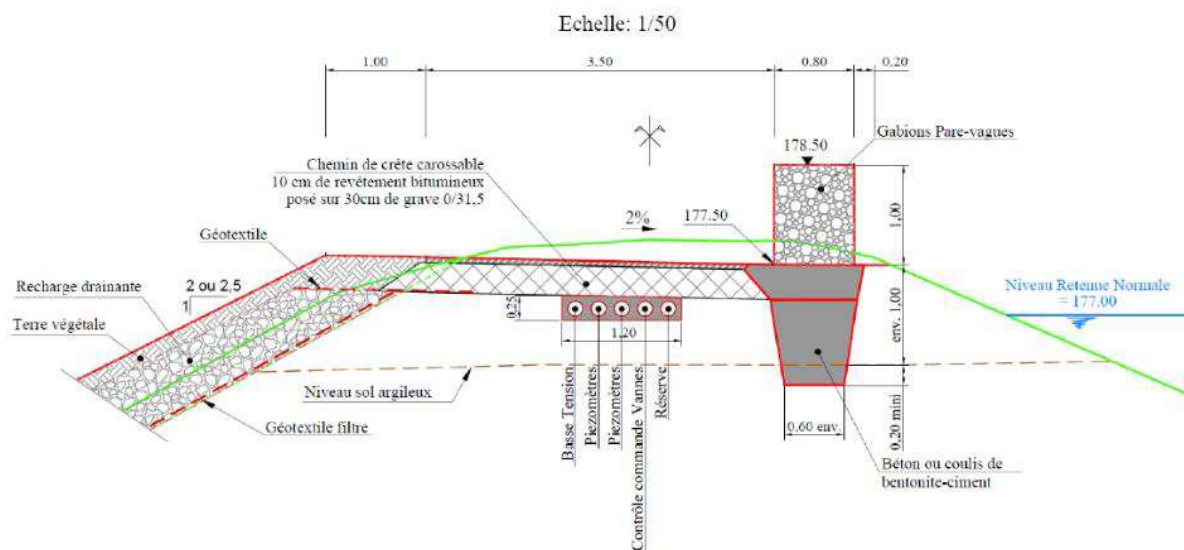 Echelle: 1/50
1.00
3.50
0.80
0.20
Gabions Pare-vagues
178.50
Chemin de crête carossable
10 cm de revêtement bitumineux
posé sur 30cm de grave 0/31,5
2%
177.50
1,00
Géotextile
Recharge drainante
2 ou 2,5
1
Terre végétale
Niveau Retenue Normale
= 177.00
0.25
1.20
env. 1,00
Niveau sol argileux
Géotextile filtre
Basse Tension
Piezomètres
Piezomètres
Contrôle commande Vannes
Réserve
0.60 env.
0,20 mini
Béton ou coulis de
bentonite-ciment